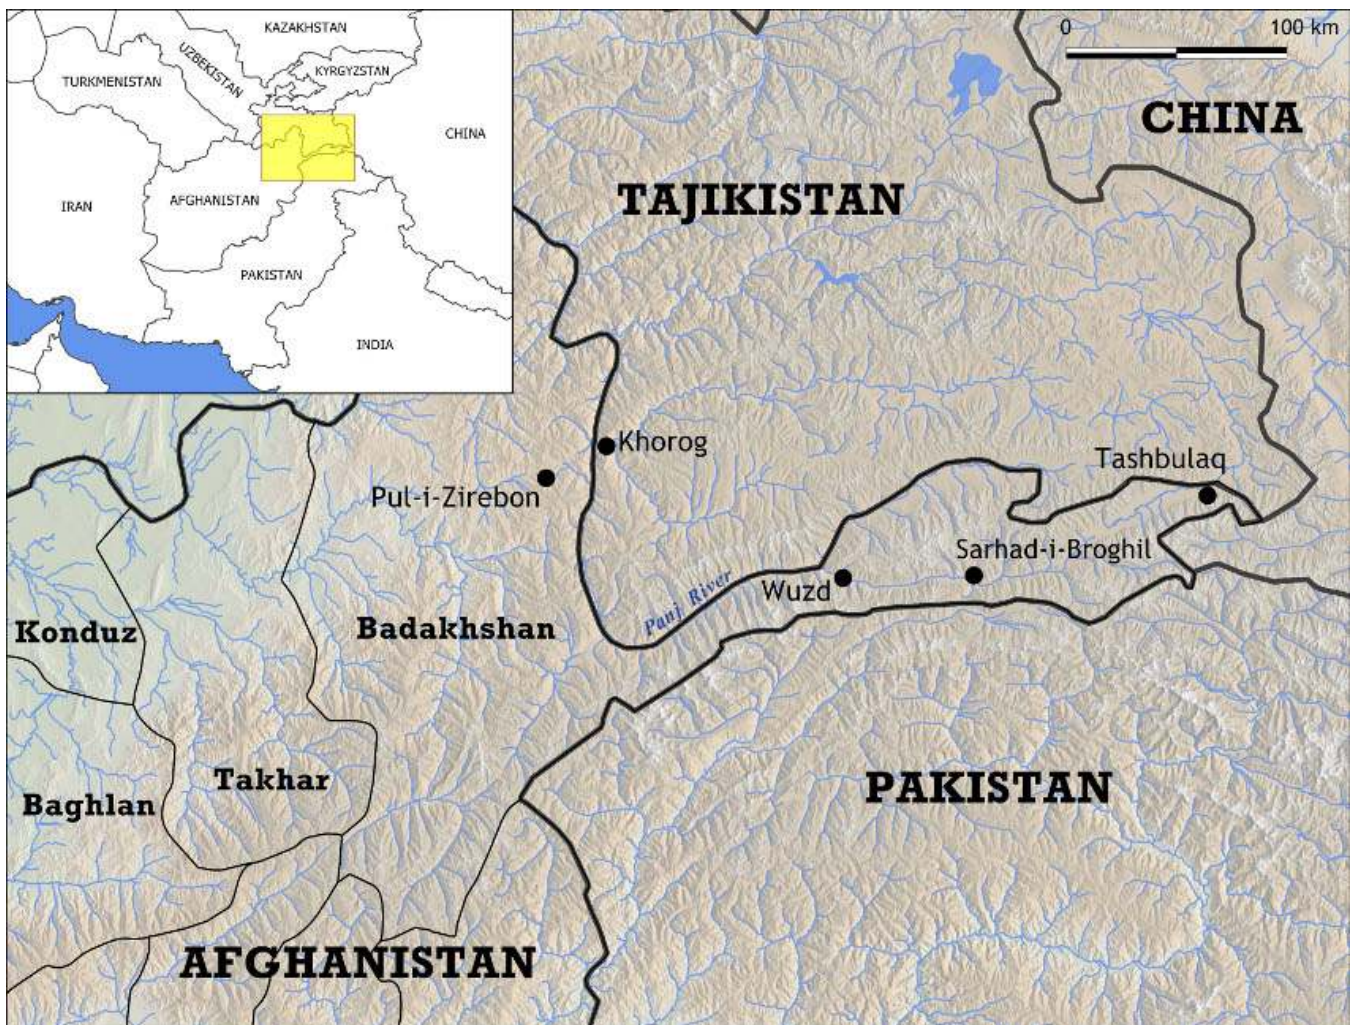 KAZAKHSTAN
UZBEKISTAN
KYRGYZSTAN
TURKMENISTAN
CHINA
IRAN
AFGHANISTAN
PAKISTAN
INDIA
0 100 km
CHINA
TAJIKISTAN
Khorog
Tashbulaq
Pul-i-Zirebon
Sarhad-i-Broghil
Wuzd
Panj River
Konduz
Badakhshan
Takhar
Baghlan
PAKISTAN
AFGHANISTAN